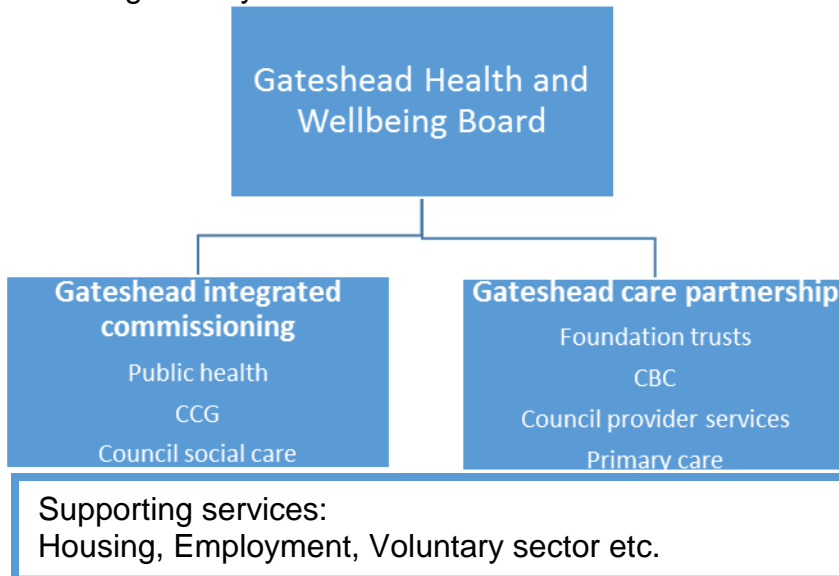 Gateshead Health and
Wellbeing Board
Gateshead integrated
commissioning
Public health
CCG
Council social care
Gateshead care partnership
Foundation trusts
CBC
Council provider services
Primary care
Supporting services:
Housing, Employment, Voluntary sector etc.